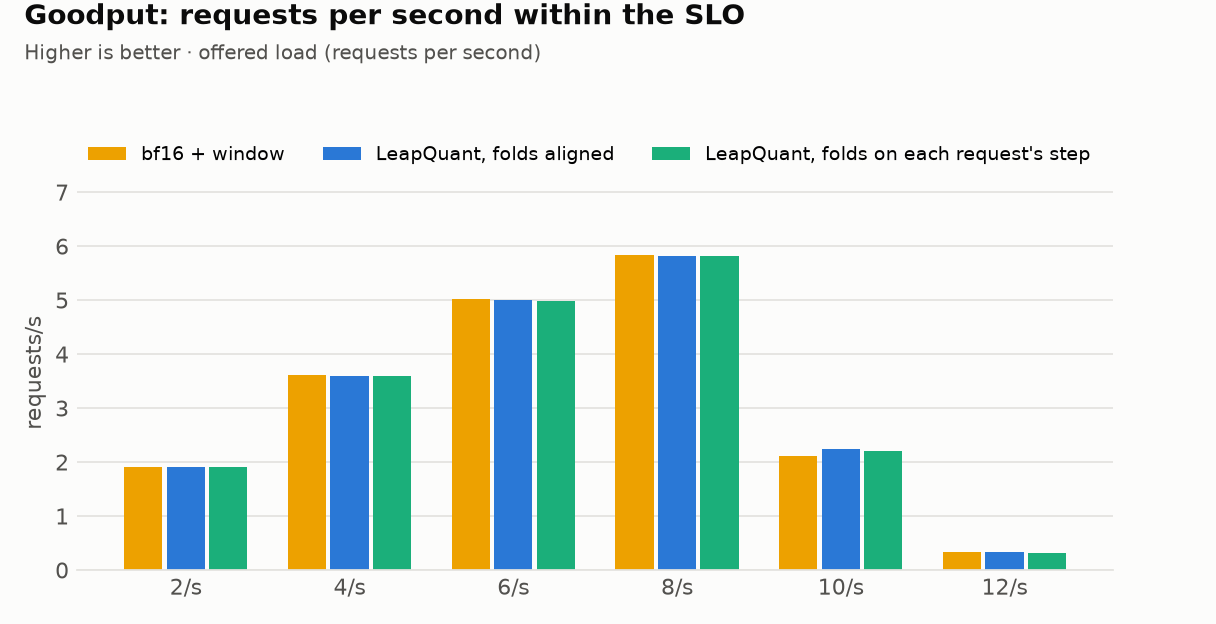 Goodput: requests per second within the SLO
Higher is better · offered load (requests per second)
bf16 + window LeapQuant, folds aligned LeapQuant, folds on each request's step
7
6
5
4
3
2
1
0
requests/s
2/s 4/s 6/s 8/s 10/s 12/s